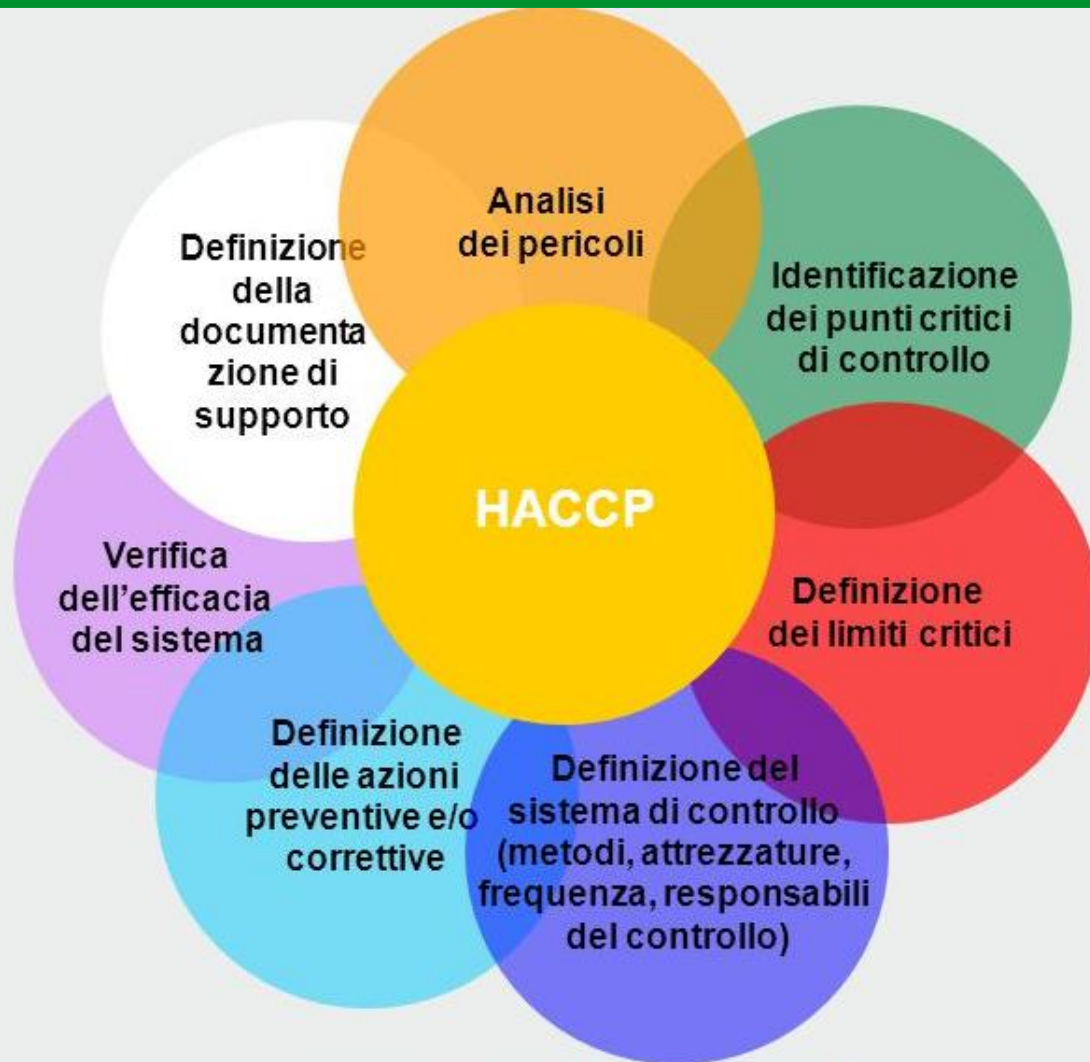 Analisi
dei pericoli
Identificazione
dei punti critici
di controllo
Definizione
dei limiti critici
Definizione del
sistema di controllo
(metodi, attrezzature,
frequenza, responsabili
del controllo)
Definizione
delle azioni
preventive e/o
correttive
Verifica
dell'efficacia
del sistema
Definizione
della
documenta
zione di
supporto
HACCP